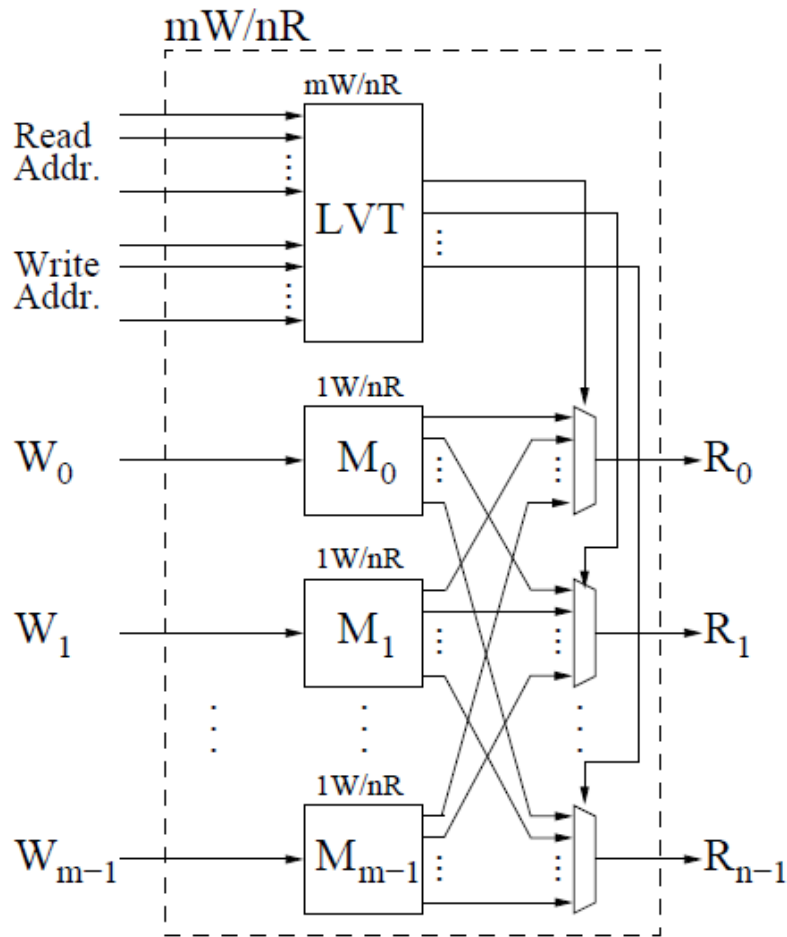 mW/nR
mW/nR
Read
Addr.
LVT
Write
Addr.
1W/nR
W₀
M₀
R₀
1W/nR
W₁
M₁
R₁
1W/nR
Wₘ₋₁
Mₘ₋₁
Rₙ₋₁